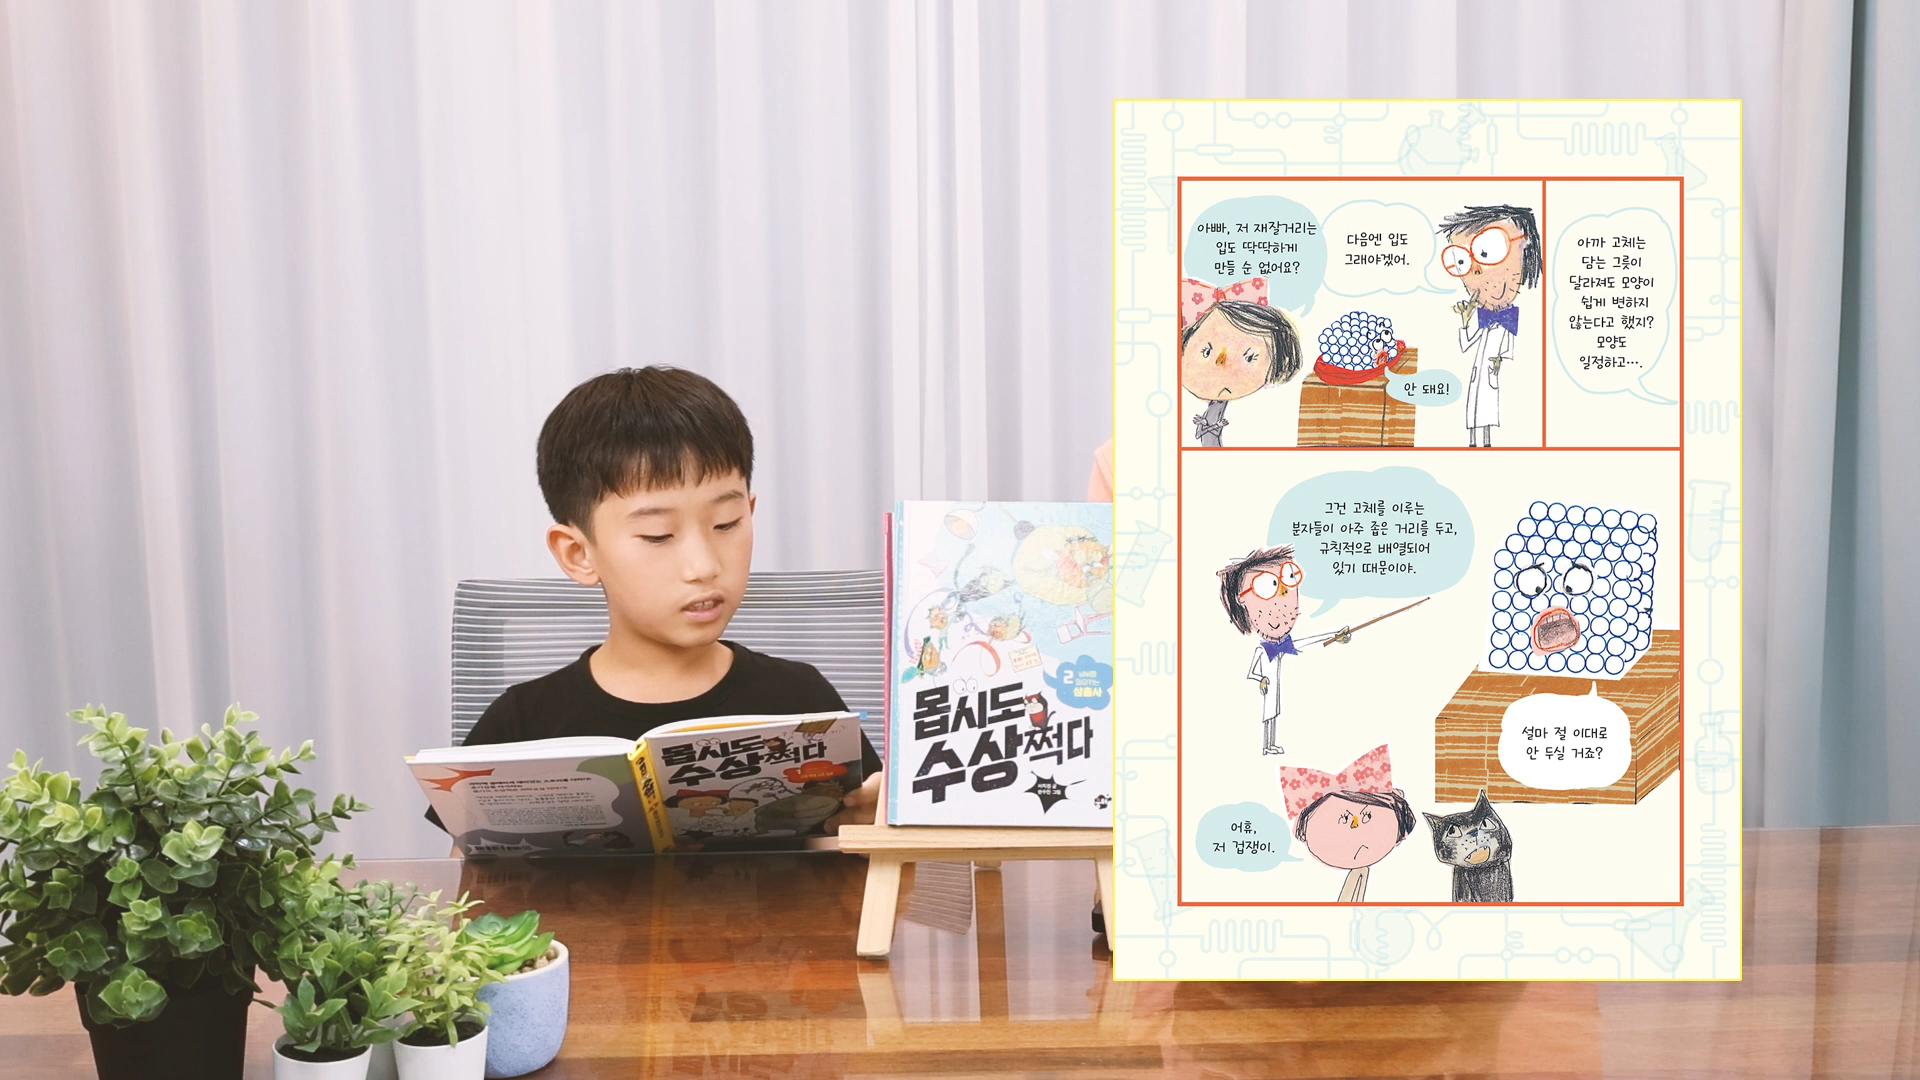 아빠, 저 재잘거리는
입도 딱딱하게
만들 순 없어요?
다음엔 입도
그래야겠어.
안 돼요!
아까 고체는
담는 그릇이
달라져도 모양이
쉽게 변하지
않는다고 했지?
모양도
일정하고….
그건 고체를 이루는
분자들이 아주 좁은 거리를 두고,
규칙적으로 배열되어
있기 때문이야.
설마 절 이대로
안 두실 거죠?
어휴,
저 겁쟁이.
몹시도
수상쩍다
2
삼총사
몹시도
수상쩍다